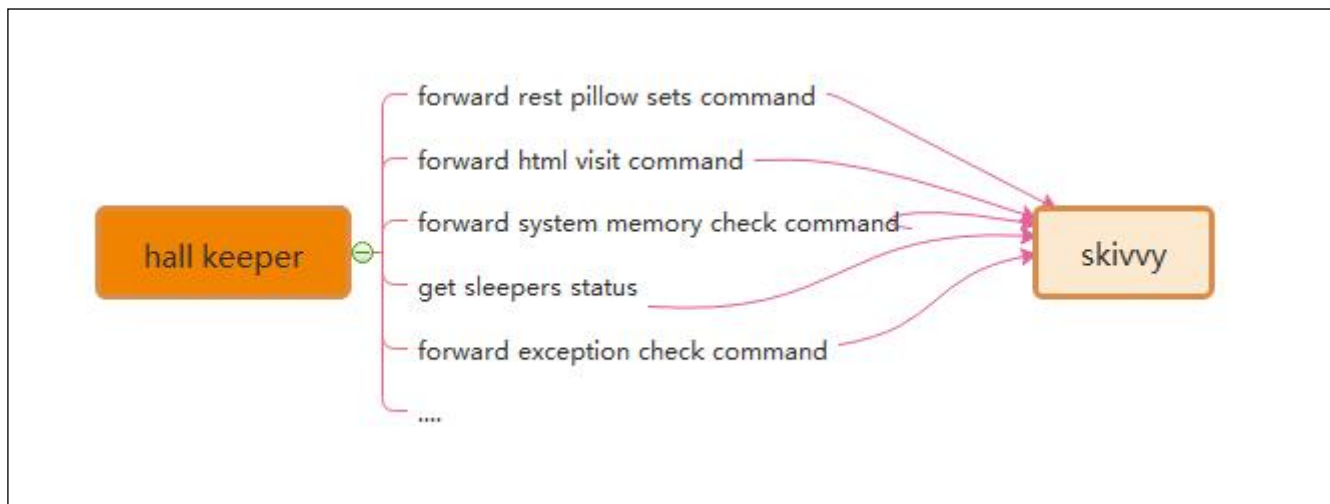 forward rest pillow sets command
forward html visit command
forward system memory check command
hall keeper
skivvy
get sleepers status
forward exception check command
....